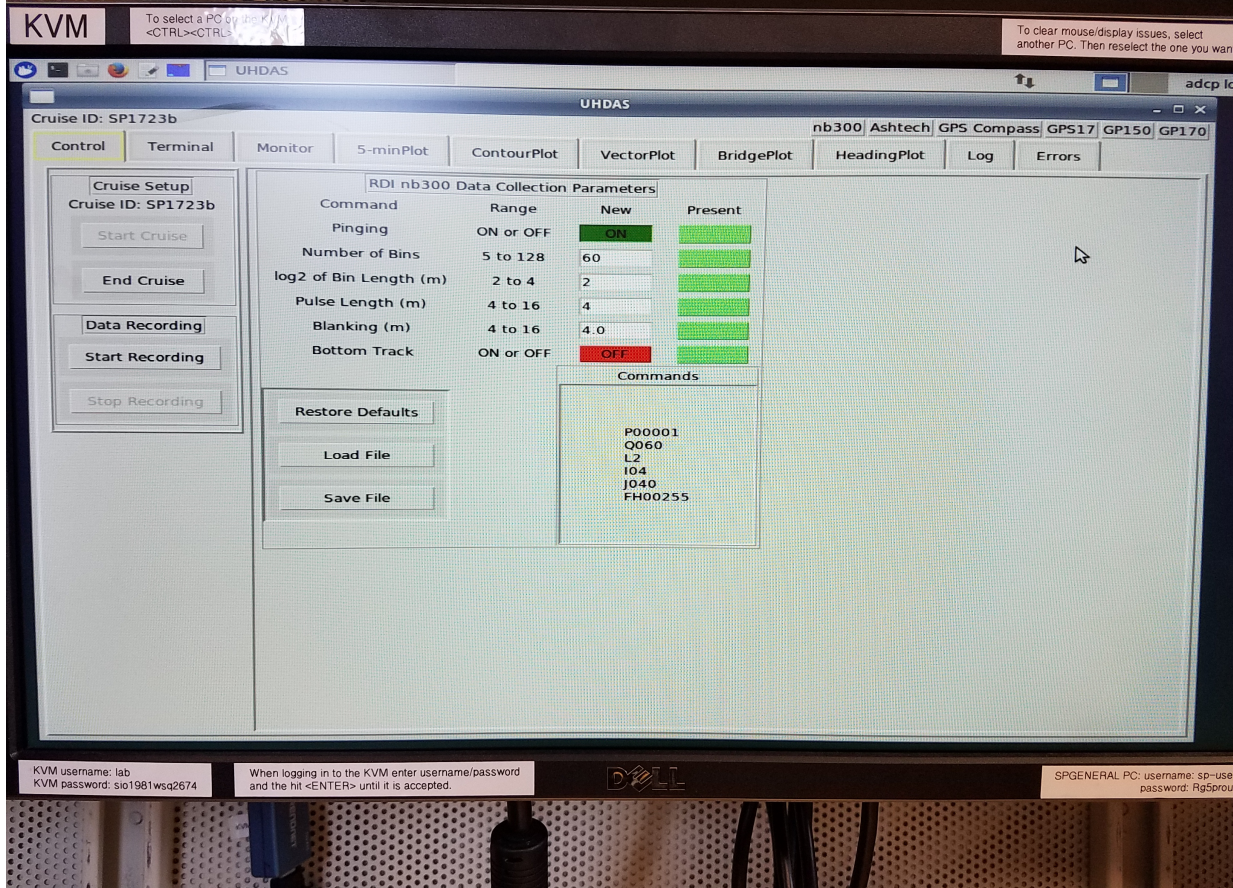 KVM
To select a PC on the KVM
<CTRL><CTRL>
To clear mouse/display issues, select
another PC. Then reselect the one you wan
UHDAS
adcp lo
UHDAS
Cruise ID: SP1723b
nb300 Ashtech GPS Compass GPS17 GP150 GP170
Control Terminal Monitor 5-minPlot ContourPlot VectorPlot BridgePlot HeadingPlot Log Errors
Cruise Setup
Cruise ID: SP1723b
Start Cruise
End Cruise
Data Recording
Start Recording
Stop Recording
RDI nb300 Data Collection Parameters
Command Range New Present
Pinging ON or OFF ON
Number of Bins 5 to 128 60
log2 of Bin Length (m) 2 to 4 2
Pulse Length (m) 4 to 16 4
Blanking (m) 4 to 16 4.0
Bottom Track ON or OFF OFF
Restore Defaults
Load File
Save File
Commands
P00001
Q060
L2
I04
J040
FH00255
KVM username: lab
KVM password: sio1981wsq2674
When logging in to the KVM enter username/password
and the hit <ENTER> until it is accepted.
DELL
SPGENERAL PC: username: sp-use
password: Rg5prou